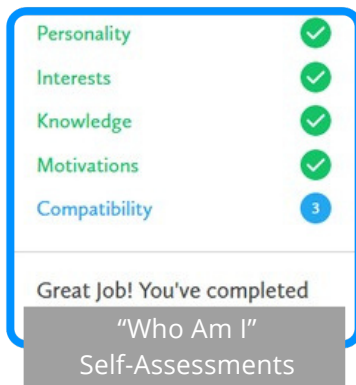 Personality
Interests
Knowledge
Motivations
Compatibility 3
Great Job! You've completed
“Who Am I”
Self-Assessments